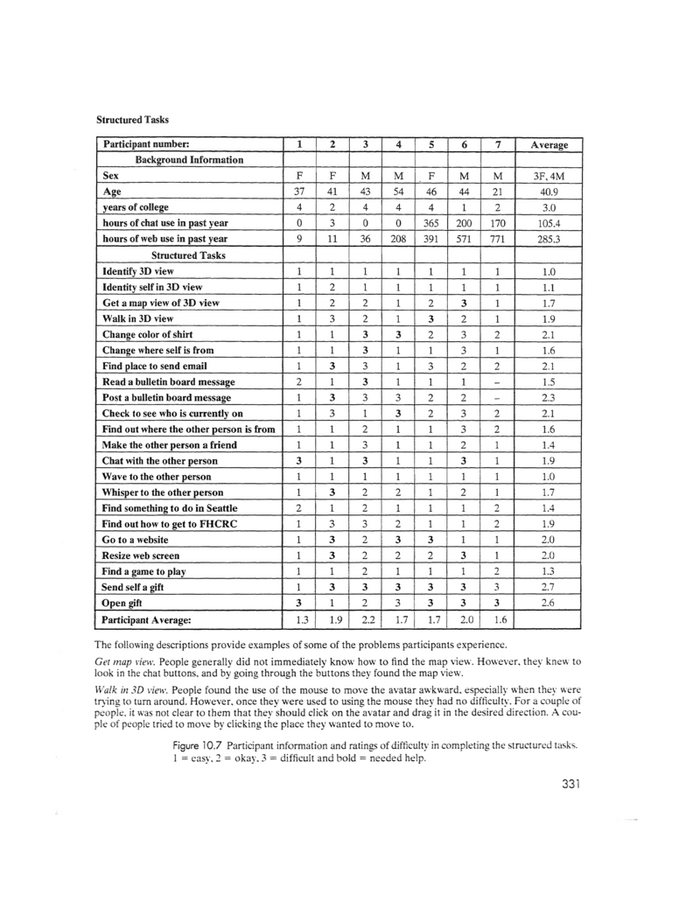 Structured Tasks
Participant number: 1 2 3 4 5 6 7 Average
Background Information
Sex F F M M F M M 3F, 4M
Age 37 41 43 54 46 44 21 40.9
years of college 4 2 4 4 4 1 2 3.0
hours of chat use in past year 0 3 0 0 365 200 170 105.4
hours of web use in past year 9 11 36 208 391 571 771 285.3
Structured Tasks
Identify 3D view 1 1 1 1 1 1 1 1.0
Identity self in 3D view 1 2 1 1 1 1 1 1.1
Get a map view of 3D view 1 2 2 1 2 3 1 1.7
Walk in 3D view 1 3 2 1 3 2 1 1.9
Change color of shirt 1 1 3 3 2 3 2 2.1
Change where self is from 1 1 3 1 1 3 1 1.6
Find place to send email 1 3 3 1 3 2 2 2.1
Read a bulletin board message 2 1 3 1 1 1 – 1.5
Post a bulletin board message 1 3 3 3 2 2 – 2.3
Check to see who is currently on 1 3 1 3 2 3 2 2.1
Find out where the other person is from 1 1 2 1 1 3 2 1.6
Make the other person a friend 1 1 3 1 1 2 1 1.4
Chat with the other person 3 1 3 1 1 3 1 1.9
Wave to the other person 1 1 1 1 1 1 1 1.0
Whisper to the other person 1 3 2 2 1 2 1 1.7
Find something to do in Seattle 2 1 2 1 1 1 2 1.4
Find out how to get to FHCRC 1 3 3 2 1 1 2 1.9
Go to a website 1 3 2 3 3 1 1 2.0
Resize web screen 1 3 2 2 2 3 1 2.0
Find a game to play 1 1 2 1 1 1 2 1.3
Send self a gift 1 3 3 3 3 3 3 2.7
Open gift 3 1 2 3 3 3 3 2.6
Participant Average: 1.3 1.9 2.2 1.7 1.7 2.0 1.6
The following descriptions provide examples of some of the problems participants experience.
Get map view. People generally did not immediately know how to find the map view. However, they knew to
look in the chat buttons, and by going through the buttons they found the map view.
Walk in 3D view. People found the use of the mouse to move the avatar awkward, especially when they were
trying to turn around. However, once they were used to using the mouse they had no difficulty. For a couple of
people, it was not clear to them that they should click on the avatar and drag it in the desired direction. A cou-
ple of people tried to move by clicking the place they wanted to move to.
Figure 10.7 Participant information and ratings of difficulty in completing the structured tasks.
1 = easy, 2 = okay, 3 = difficult and bold = needed help.
331